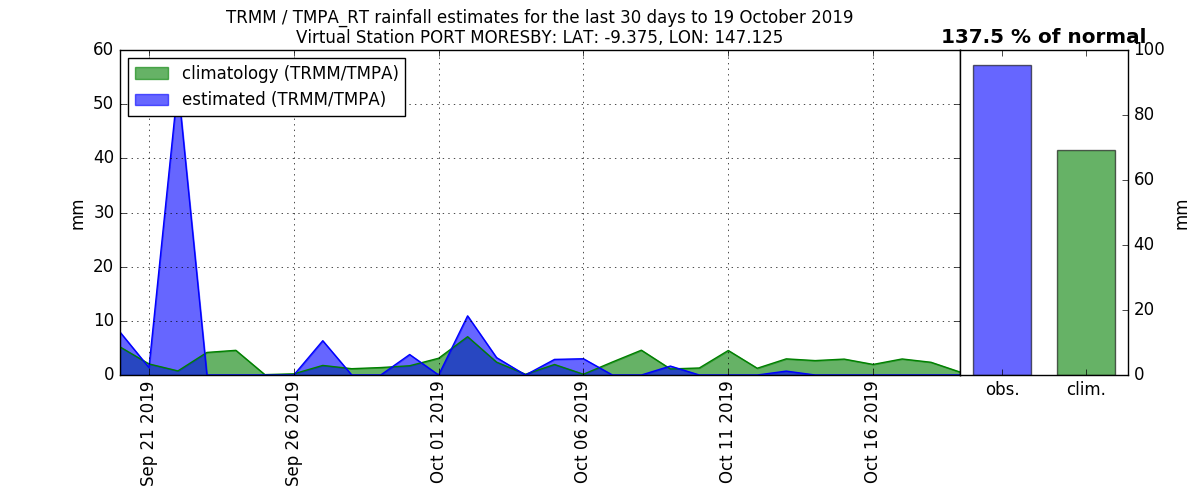 TRMM / TMPA_RT rainfall estimates for the last 30 days to 19 October 2019
Virtual Station PORT MORESBY: LAT: -9.375, LON: 147.125
137.5 % of normal
climatology (TRMM/TMPA)
estimated (TRMM/TMPA)
60
50
40
30
20
10
0
mm
Sep 21 2019
Sep 26 2019
Oct 01 2019
Oct 06 2019
Oct 11 2019
Oct 16 2019
obs.
clim.
100
80
60
40
20
0
mm